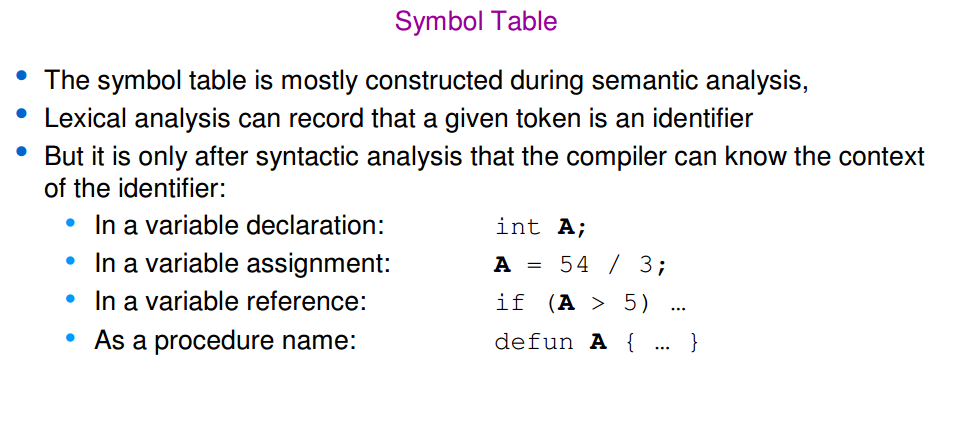 Symbol Table
• The symbol table is mostly constructed during semantic analysis,
• Lexical analysis can record that a given token is an identifier
• But it is only after syntactic analysis that the compiler can know the context
of the identifier:
• In a variable declaration: int A;
• In a variable assignment: A = 54 / 3;
• In a variable reference: if (A > 5) …
• As a procedure name: defun A { … }